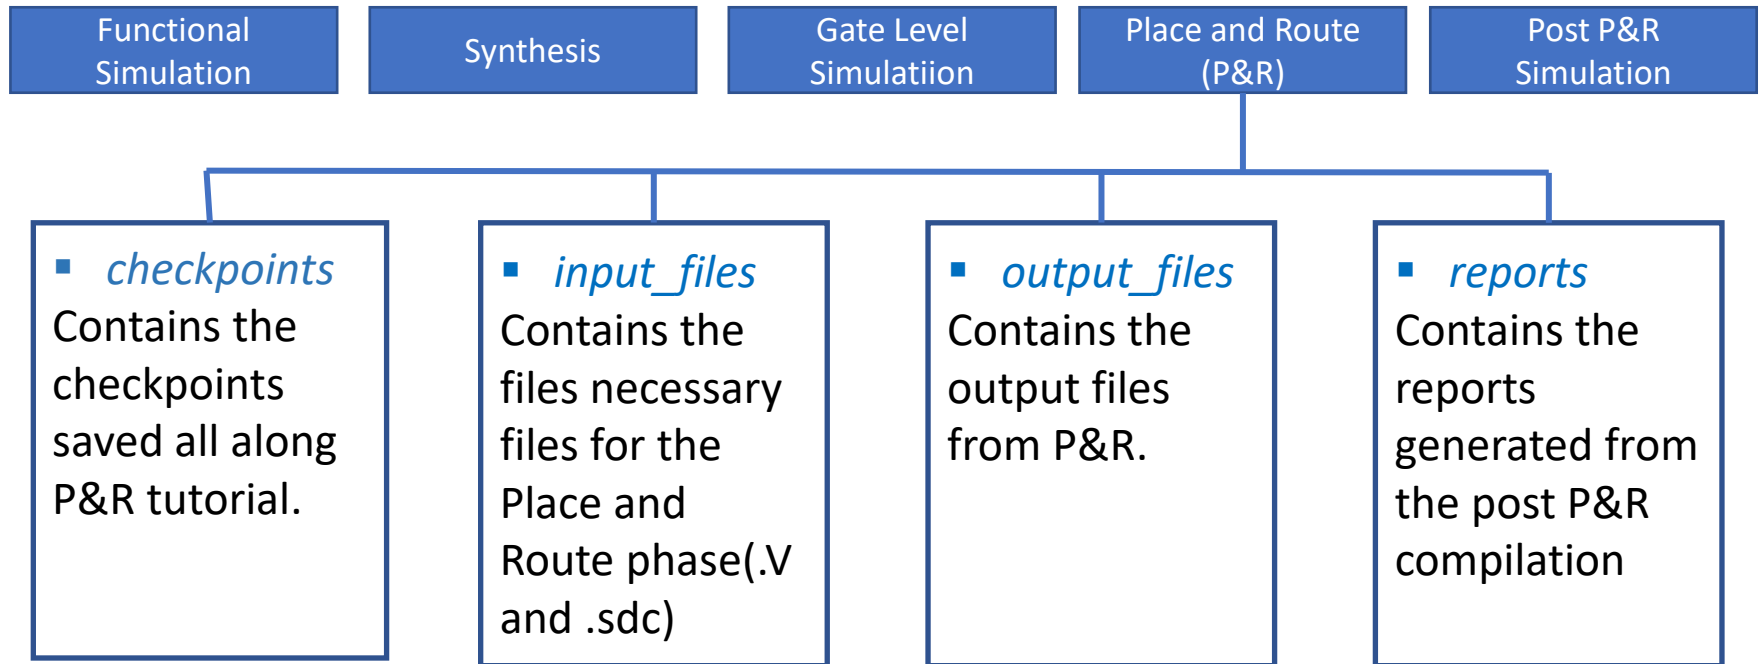 Functional
Simulation
Synthesis
Gate Level
Simulatiion
Place and Route
(P&R)
Post P&R
Simulation
▪ checkpoints
Contains the
checkpoints
saved all along
P&R tutorial.
▪ input_files
Contains the
files necessary
files for the
Place and
Route phase(.V
and .sdc)
▪ output_files
Contains the
output files
from P&R.
▪ reports
Contains the
reports
generated from
the post P&R
compilation